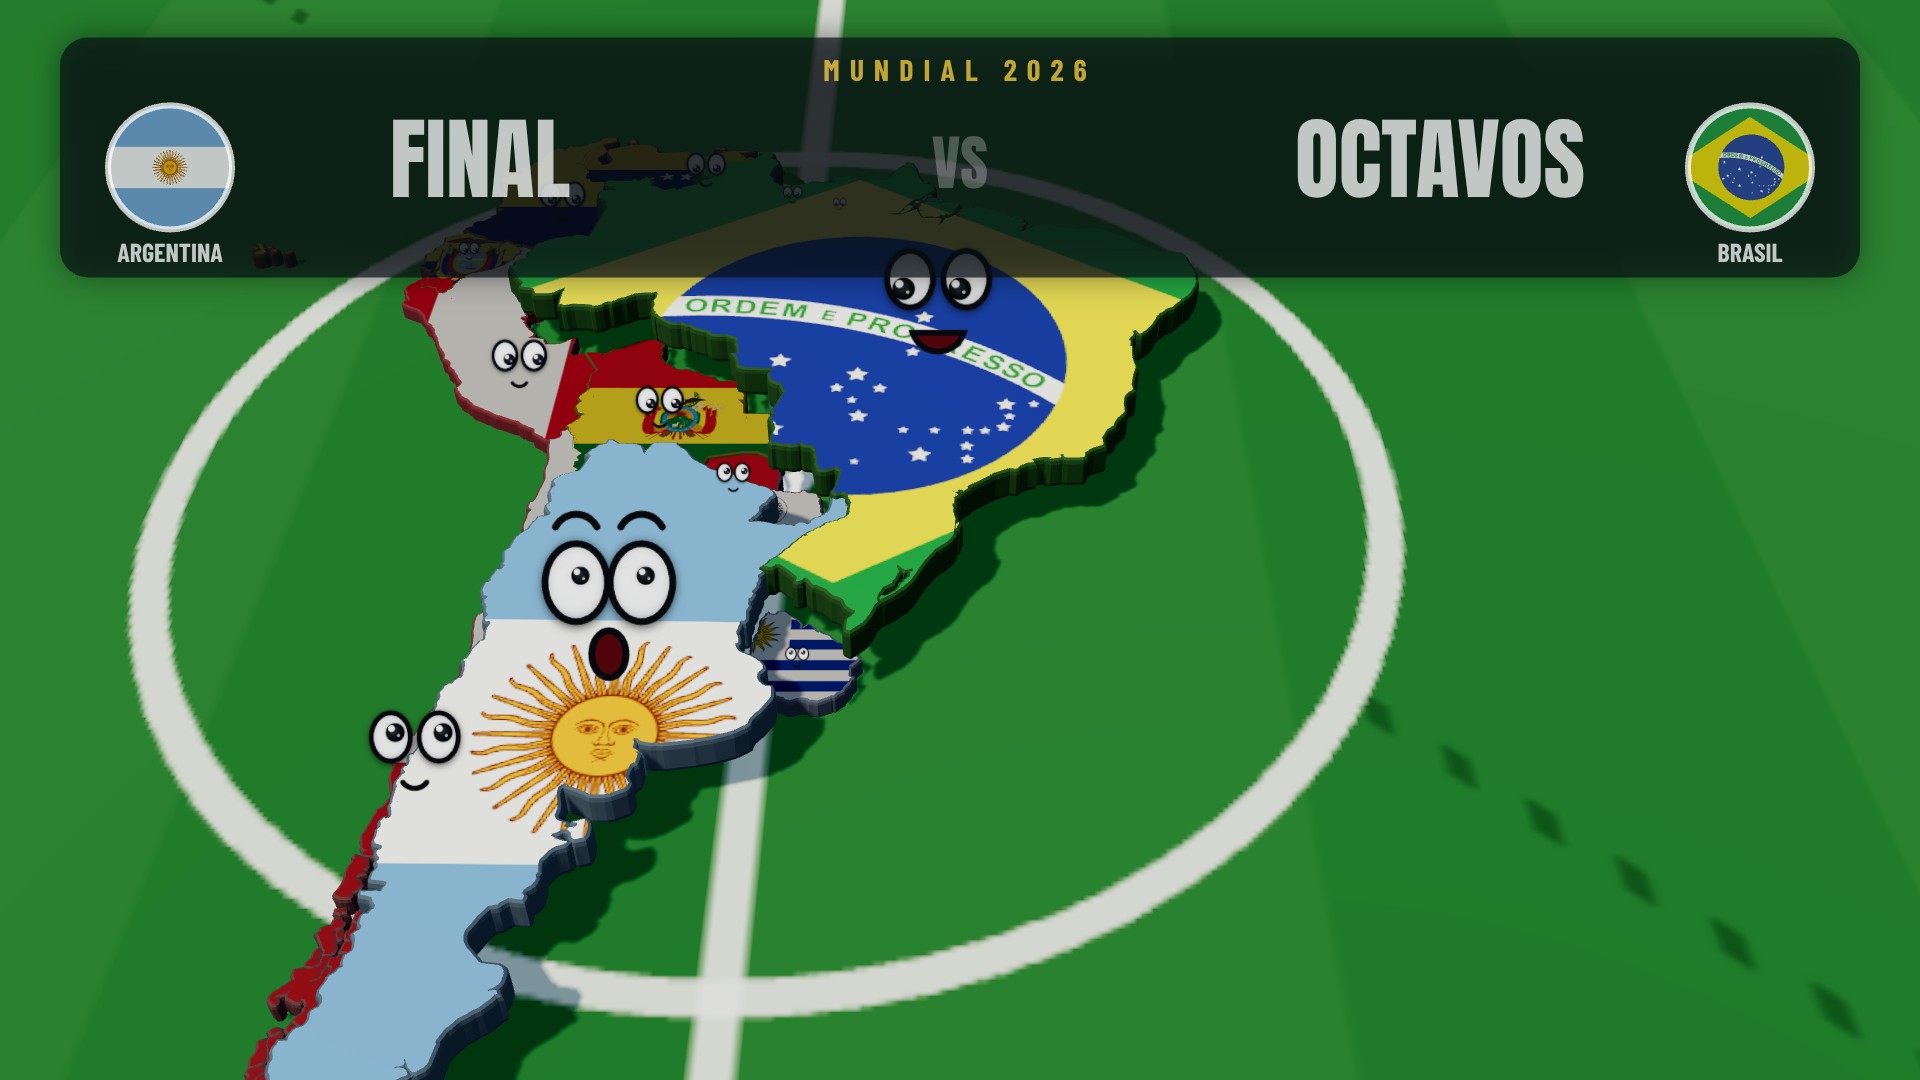 MUNDIAL 2026
FINAL
VS
OCTAVOS
ARGENTINA
BRASIL
ORDEM E PROGRESSO